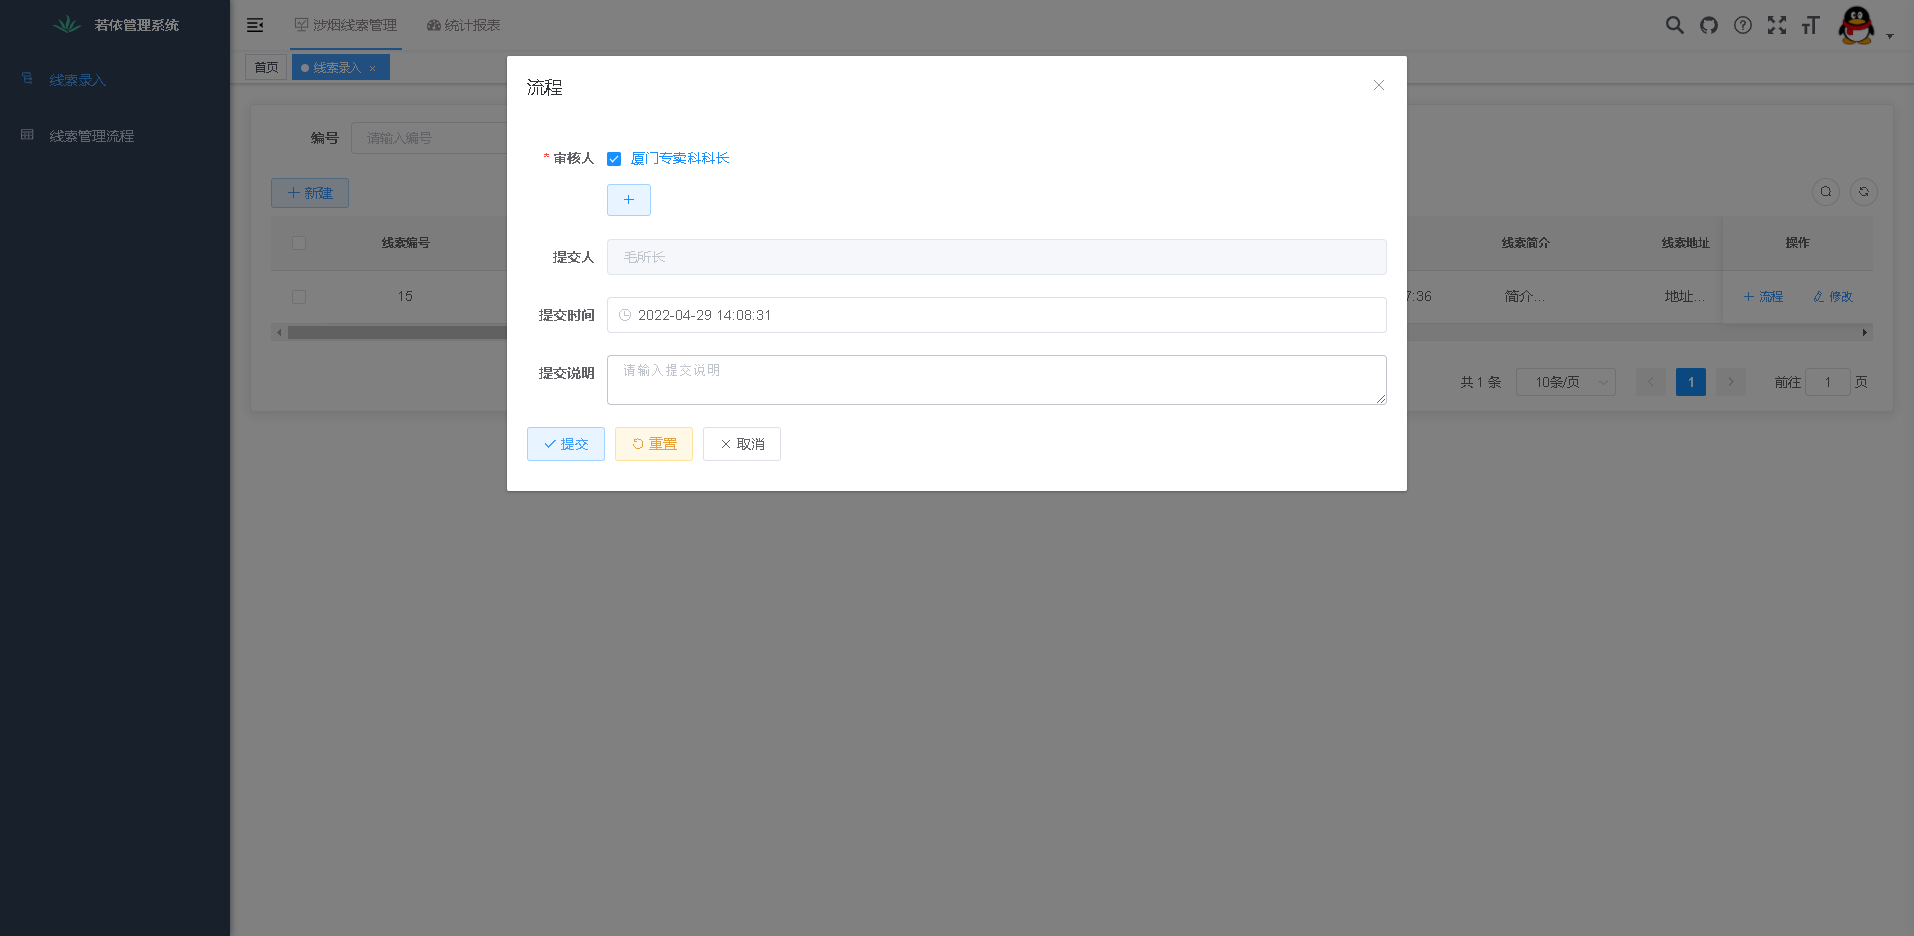 若依管理系统
涉烟线索管理
统计报表
首页
线索录入 ×
线索录入
线索管理流程
编号
请输入编号
新建
线索编号
线索简介
线索地址
操作
15
7:36
简介...
地址...
流程
修改
共 1 条
10条/页
1
前往
1
页
流程
* 审核人
厦门专卖科科长
提交人
毛所长
提交时间
2022-04-29 14:08:31
提交说明
请输入提交说明
提交
重置
取消